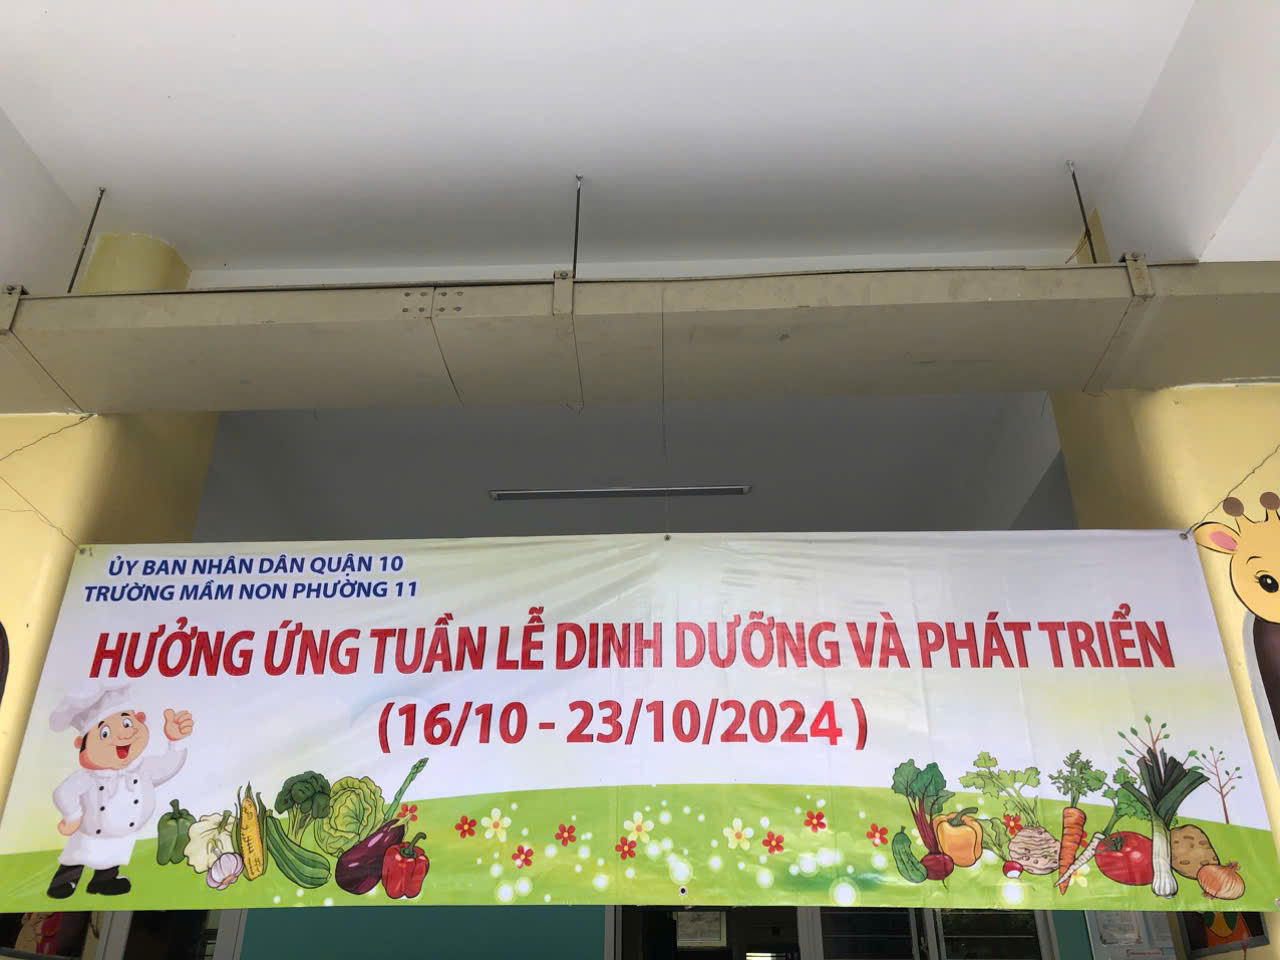 ỦY BAN NHÂN DÂN QUẬN 10
TRƯỜNG MẦM NON PHƯỜNG 11
HƯỞNG ỨNG TUẦN LỄ DINH DƯỠNG VÀ PHÁT TRIỂN
(16/10 - 23/10/2024)